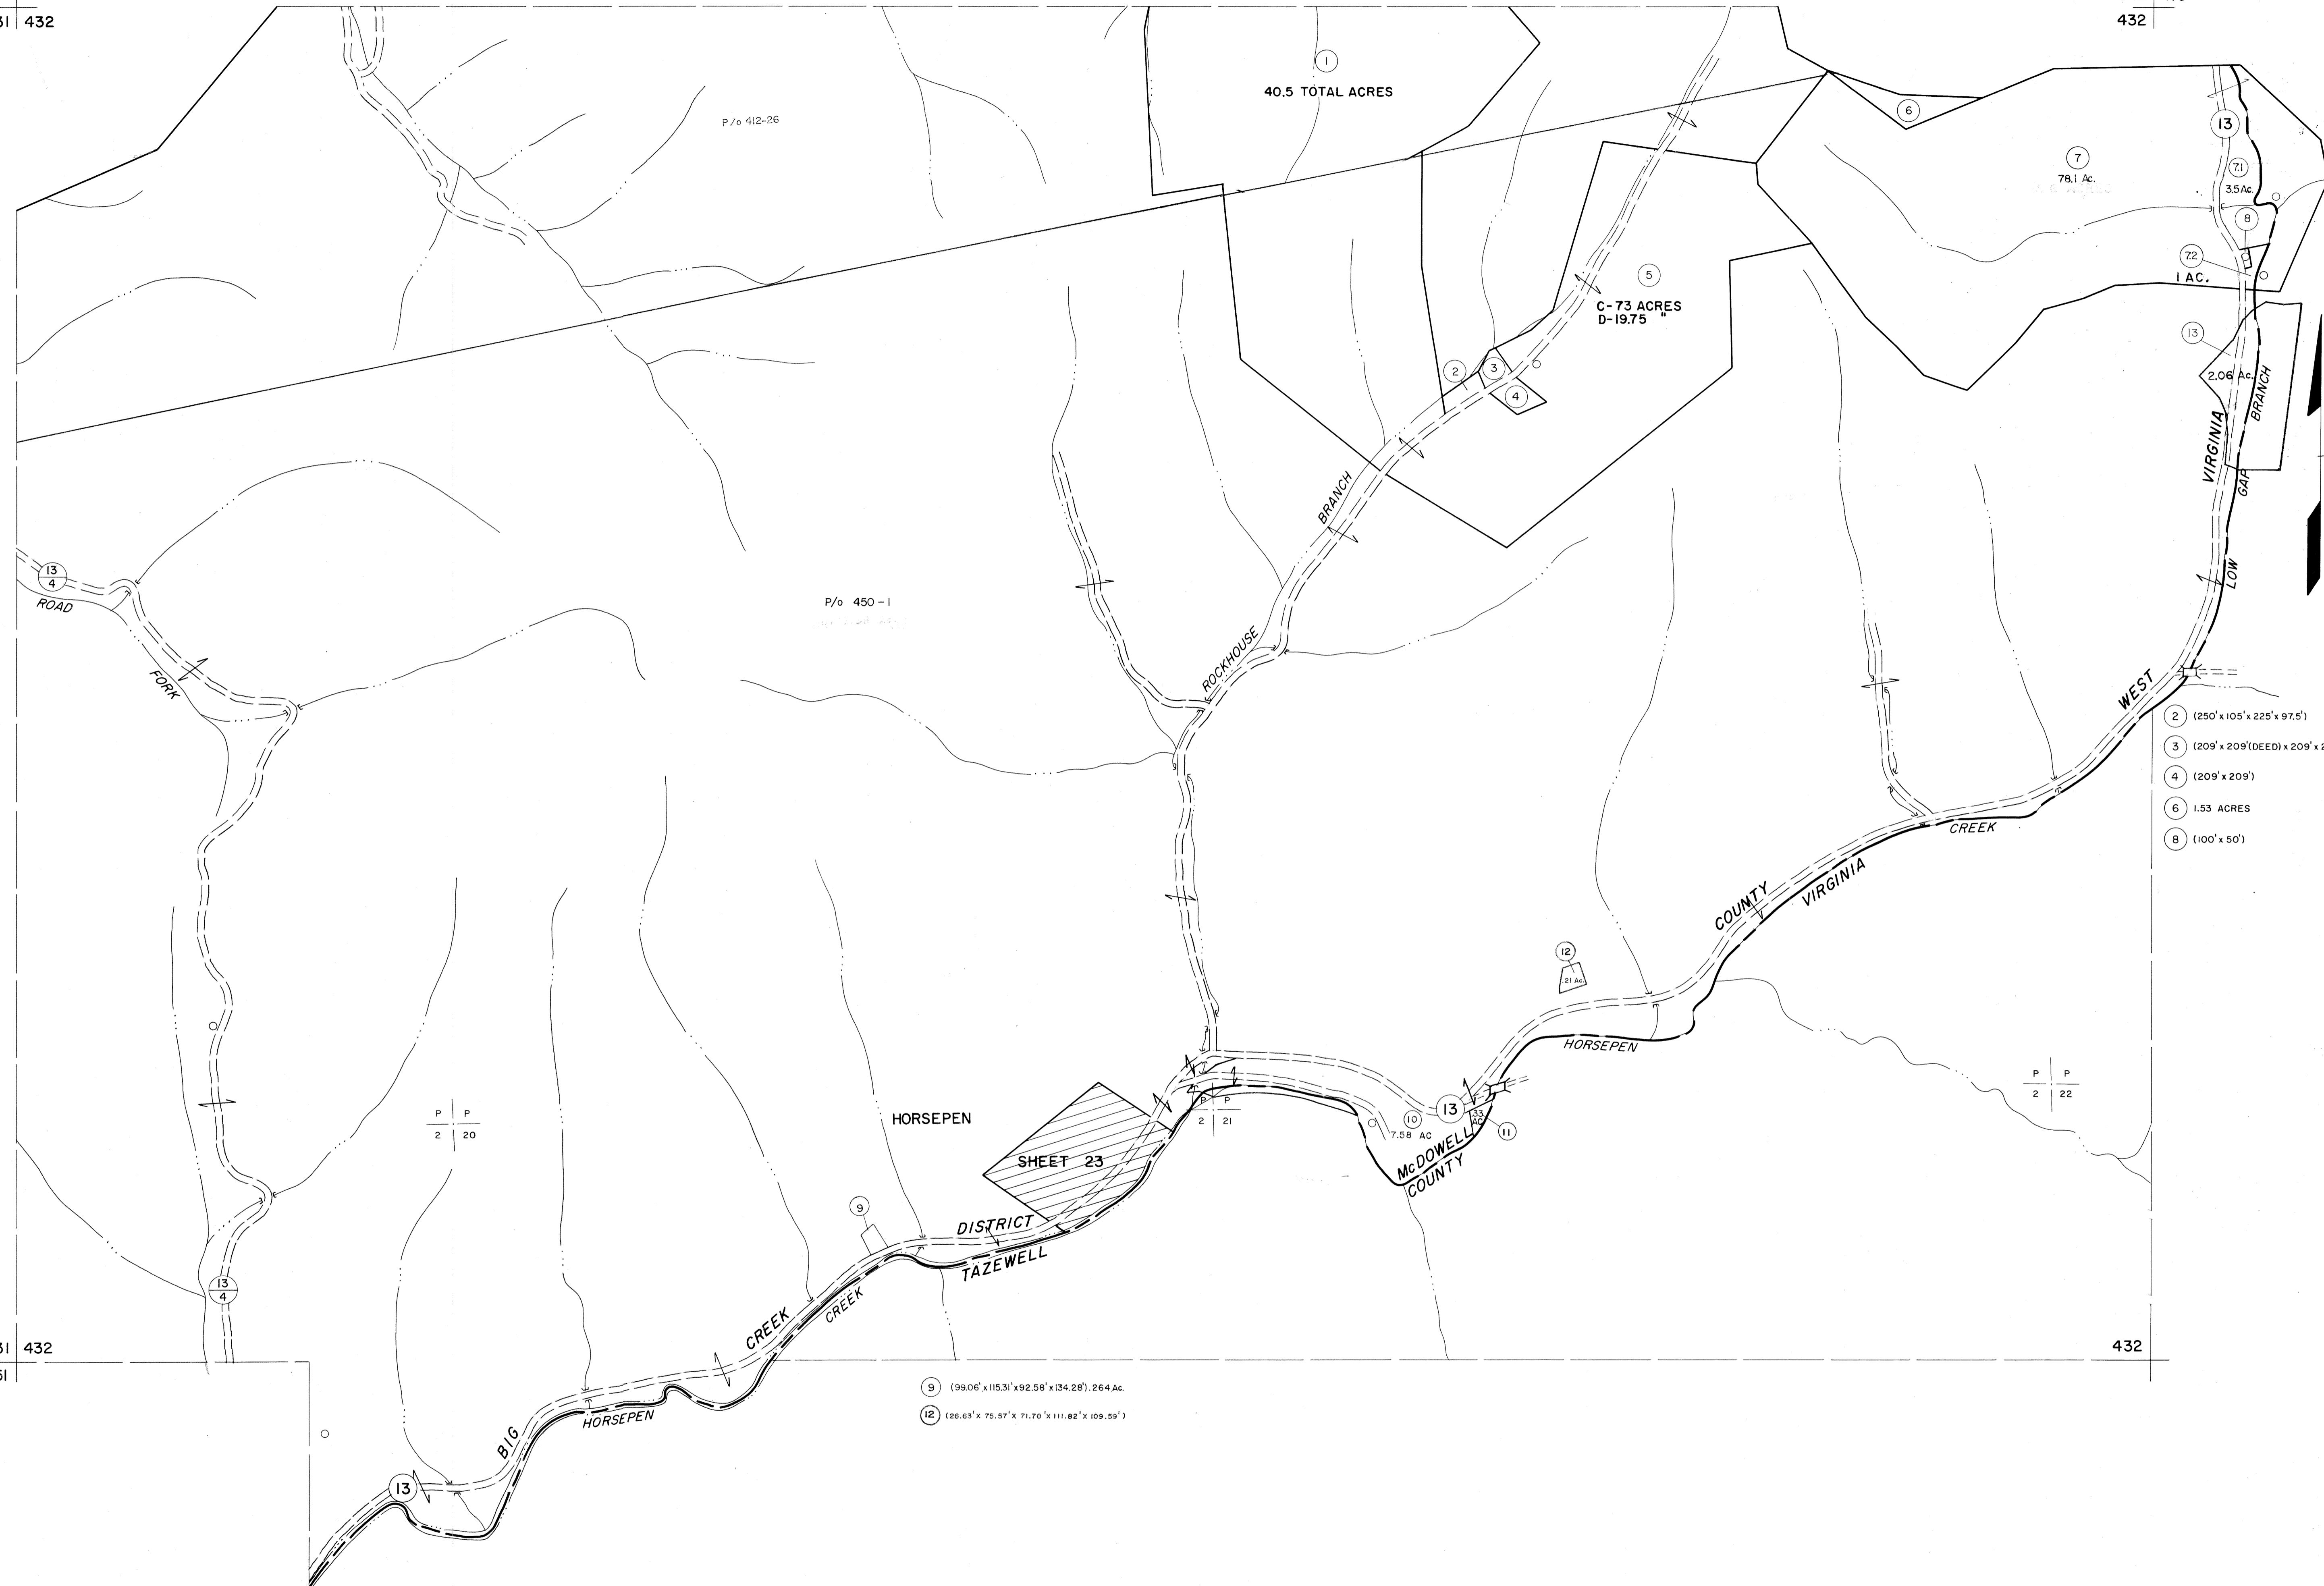 432
432
1
40.5 TOTAL ACRES
P/o 412-26
6
13
7
78.1 Ac.
7.1
3.5 Ac.
8
7.2
1 AC.
5
C-73 ACRES
D-19.75 "
13
2.06 Ac.
2
3
4
BRANCH
VIRGINIA
GAP
LOW
BRANCH
13
4
ROAD
P/o 450-1
FORK
ROCKHOUSE
WEST
2 (250' x 105' x 225' x 97.5')
3 (209' x 209'(DEED) x 209' x
4 (209' x 209')
6 1.53 ACRES
8 (100' x 50')
CREEK
COUNTY
VIRGINIA
12
.21 Ac.
HORSEPEN
P P
2 22
P P
2 20
HORSEPEN
P P
2 21
13
10
7.58 AC
.33
AC.
11
McDOWELL
COUNTY
SHEET 23
9
DISTRICT
TAZEWELL
13
4
CREEK
CREEK
432
432
9 (99.06' x 115.31' x 92.58' x 134.28') .264 Ac.
12 (26.63' x 75.57' x 71.70' x 111.82' x 109.59')
HORSEPEN
BIG
13